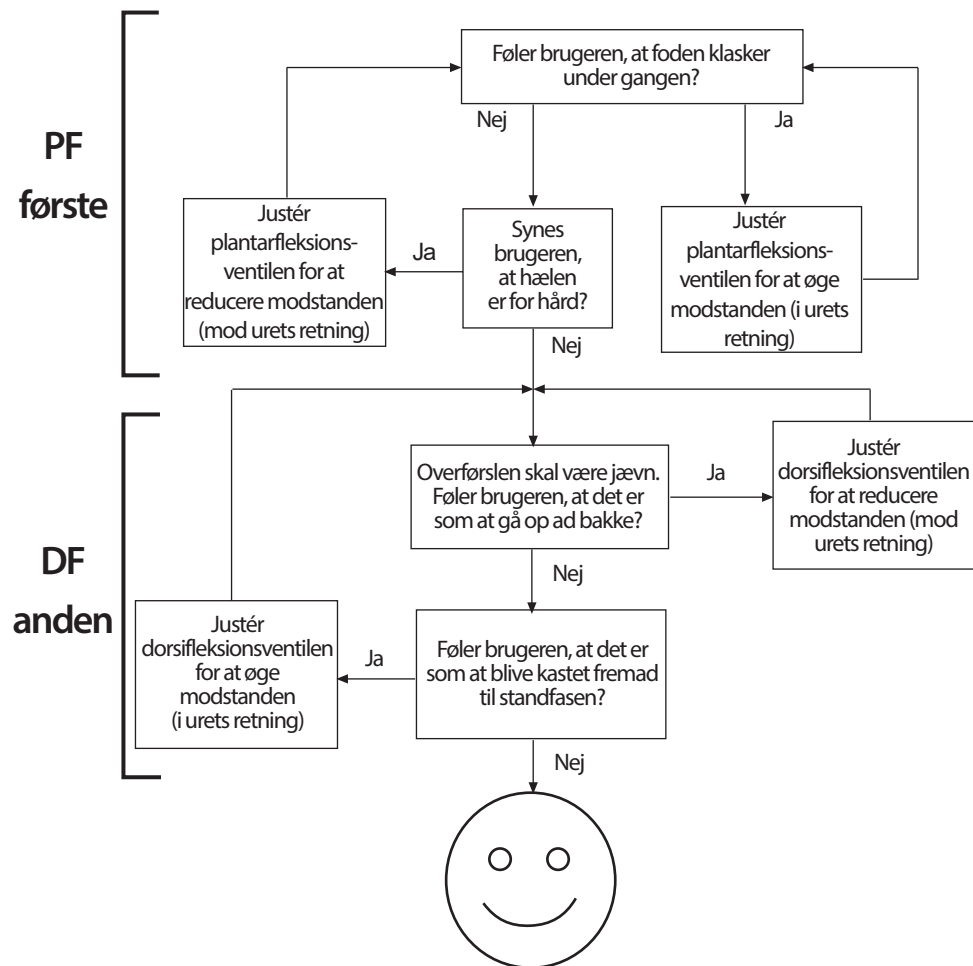 Føler brugeren, at foden klasker
under gangen?
Nej
Ja
PF
første
Justér
plantarfleksions-
ventilen for at
reducere modstanden
(mod urets retning)
Ja
Synes
brugeren,
at hælen
er for hård?
Justér
plantarfleksions-
ventilen for at øge
modstanden (i urets
retning)
Nej
DF
anden
Overførslen skal være jævn.
Føler brugeren, at det er
som at gå op ad bakke?
Ja
Justér
dorsifleksionsventilen
for at reducere
modstanden (mod
urets retning)
Nej
Justér
dorsifleksionsventilen
for at øge
modstanden
(i urets retning)
Ja
Føler brugeren, at det er
som at blive kastet fremad
til standfasen?
Nej